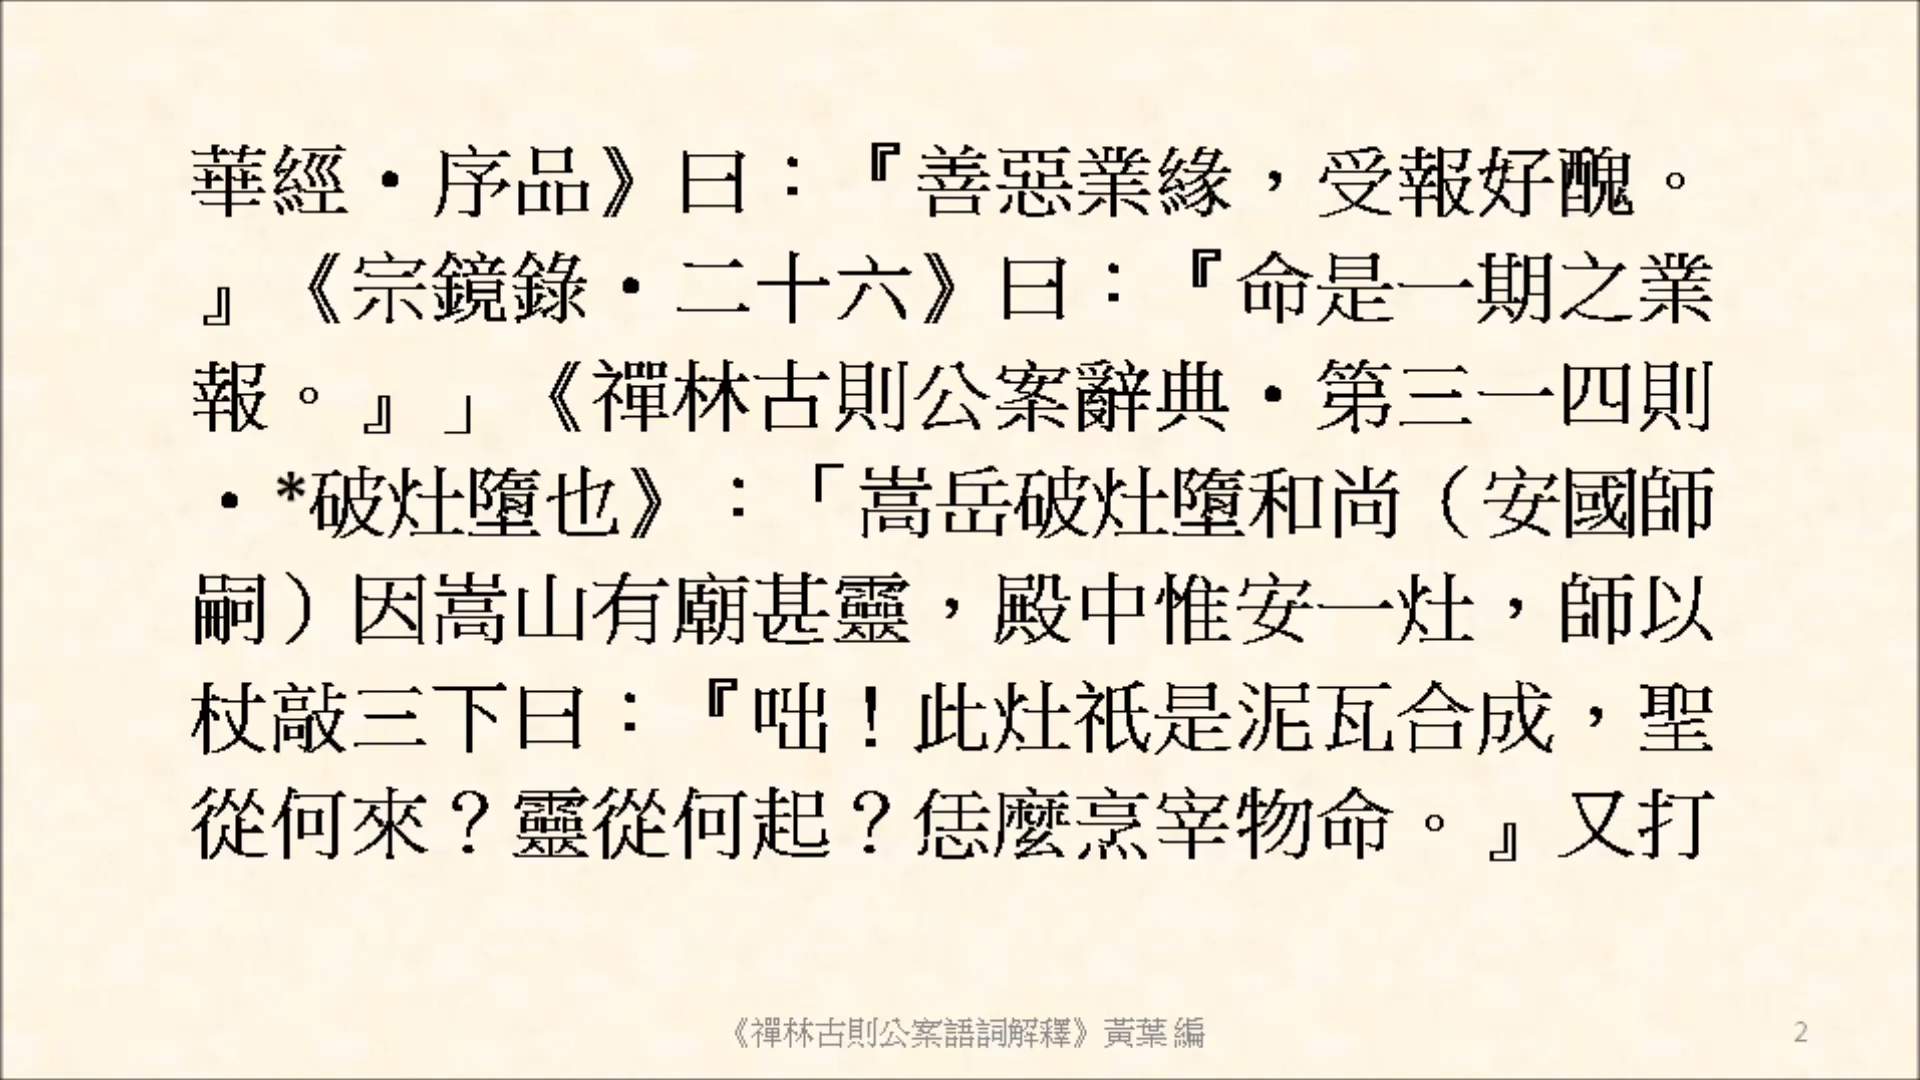 華經·序品》曰：『善惡業緣，受報好醜。
』《宗鏡錄·二十六》曰：『命是一期之業
報。』」《禪林古則公案辭典·第三一四則
·*破灶墮也》：「嵩岳破灶墮和尚（安國師
嗣）因嵩山有廟甚靈，殿中惟安一灶，師以
杖敲三下曰：『咄！此灶祇是泥瓦合成，聖
從何來？靈從何起？恁麼烹宰物命。』又打
《禪林古則公案語詞解釋》黃葉 編
2